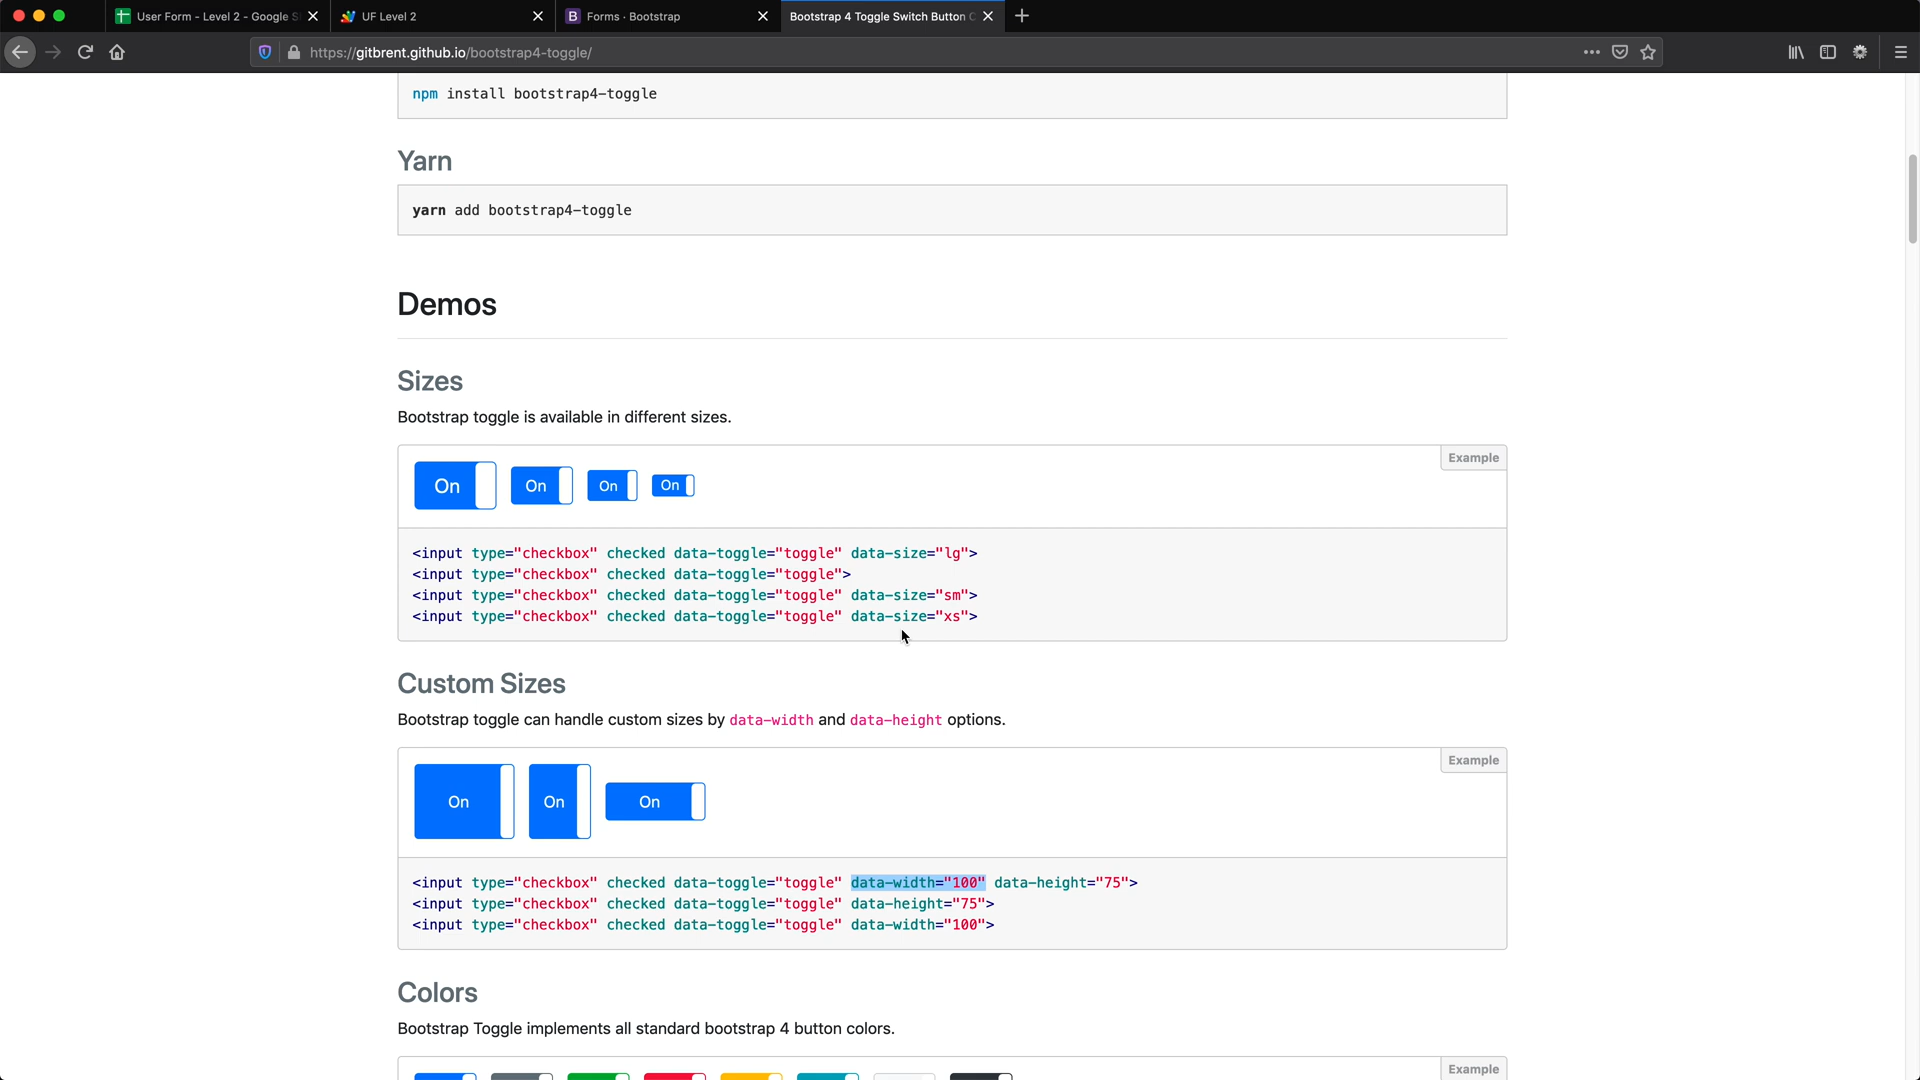 User Form - Level 2 - Google S
UF Level 2
Forms · Bootstrap
Bootstrap 4 Toggle Switch Button
https://gitbrent.github.io/bootstrap4-toggle/
npm install bootstrap4-toggle
Yarn
yarn add bootstrap4-toggle
Demos
Sizes
Bootstrap toggle is available in different sizes.
Example
On On On On
<input type="checkbox" checked data-toggle="toggle" data-size="lg">
<input type="checkbox" checked data-toggle="toggle">
<input type="checkbox" checked data-toggle="toggle" data-size="sm">
<input type="checkbox" checked data-toggle="toggle" data-size="xs">
Custom Sizes
Bootstrap toggle can handle custom sizes by data-width and data-height options.
Example
On On On
<input type="checkbox" checked data-toggle="toggle" data-width="100" data-height="75">
<input type="checkbox" checked data-toggle="toggle" data-height="75">
<input type="checkbox" checked data-toggle="toggle" data-width="100">
Colors
Bootstrap Toggle implements all standard bootstrap 4 button colors.
Example